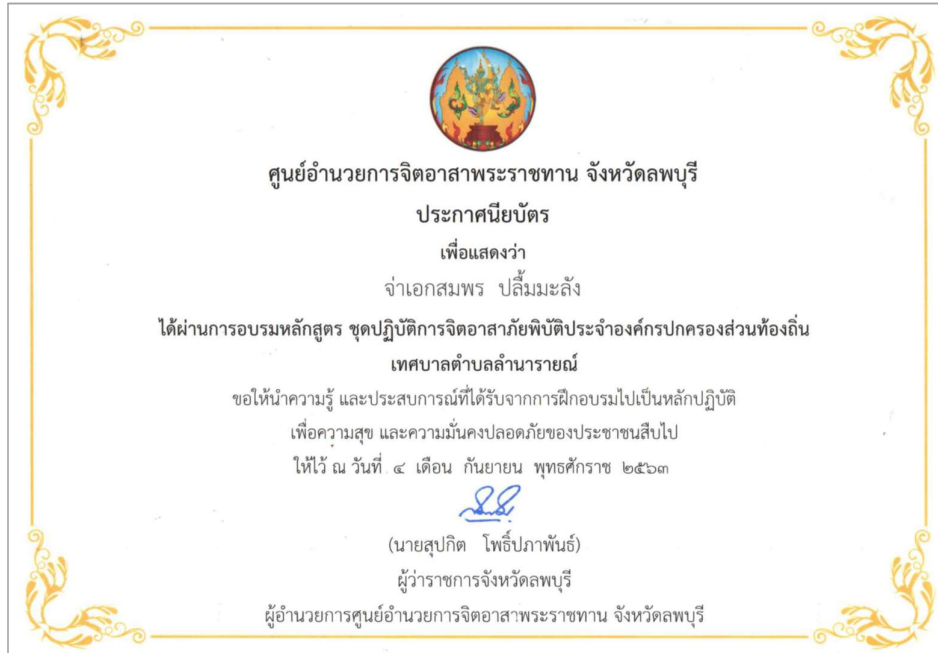 ศูนย์อำนวยการจิตอาสาพระราชทาน จังหวัดลพบุรี
ประกาศนียบัตร
เพื่อแสดงว่า
จ่าเอกสมพร ปลื้มมะลัง
ได้ผ่านการอบรมหลักสูตร ชุดปฏิบัติการจิตอาสาภัยพิบัติประจำองค์กรปกครองส่วนท้องถิ่น
เทศบาลตำบลลำนารายณ์
ขอให้นำความรู้ และประสบการณ์ที่ได้รับจากการฝึกอบรมไปเป็นหลักปฏิบัติ
เพื่อความสุข และความมั่นคงปลอดภัยของประชาชนสืบไป
ให้ไว้ ณ วันที่ ๔ เดือน กันยายน พุทธศักราช ๒๕๖๓
(นายสุปกิต โพธิ์ปภาพันธ์)
ผู้ว่าราชการจังหวัดลพบุรี
ผู้อำนวยการศูนย์อำนวยการจิตอาสาพระราชทาน จังหวัดลพบุรี